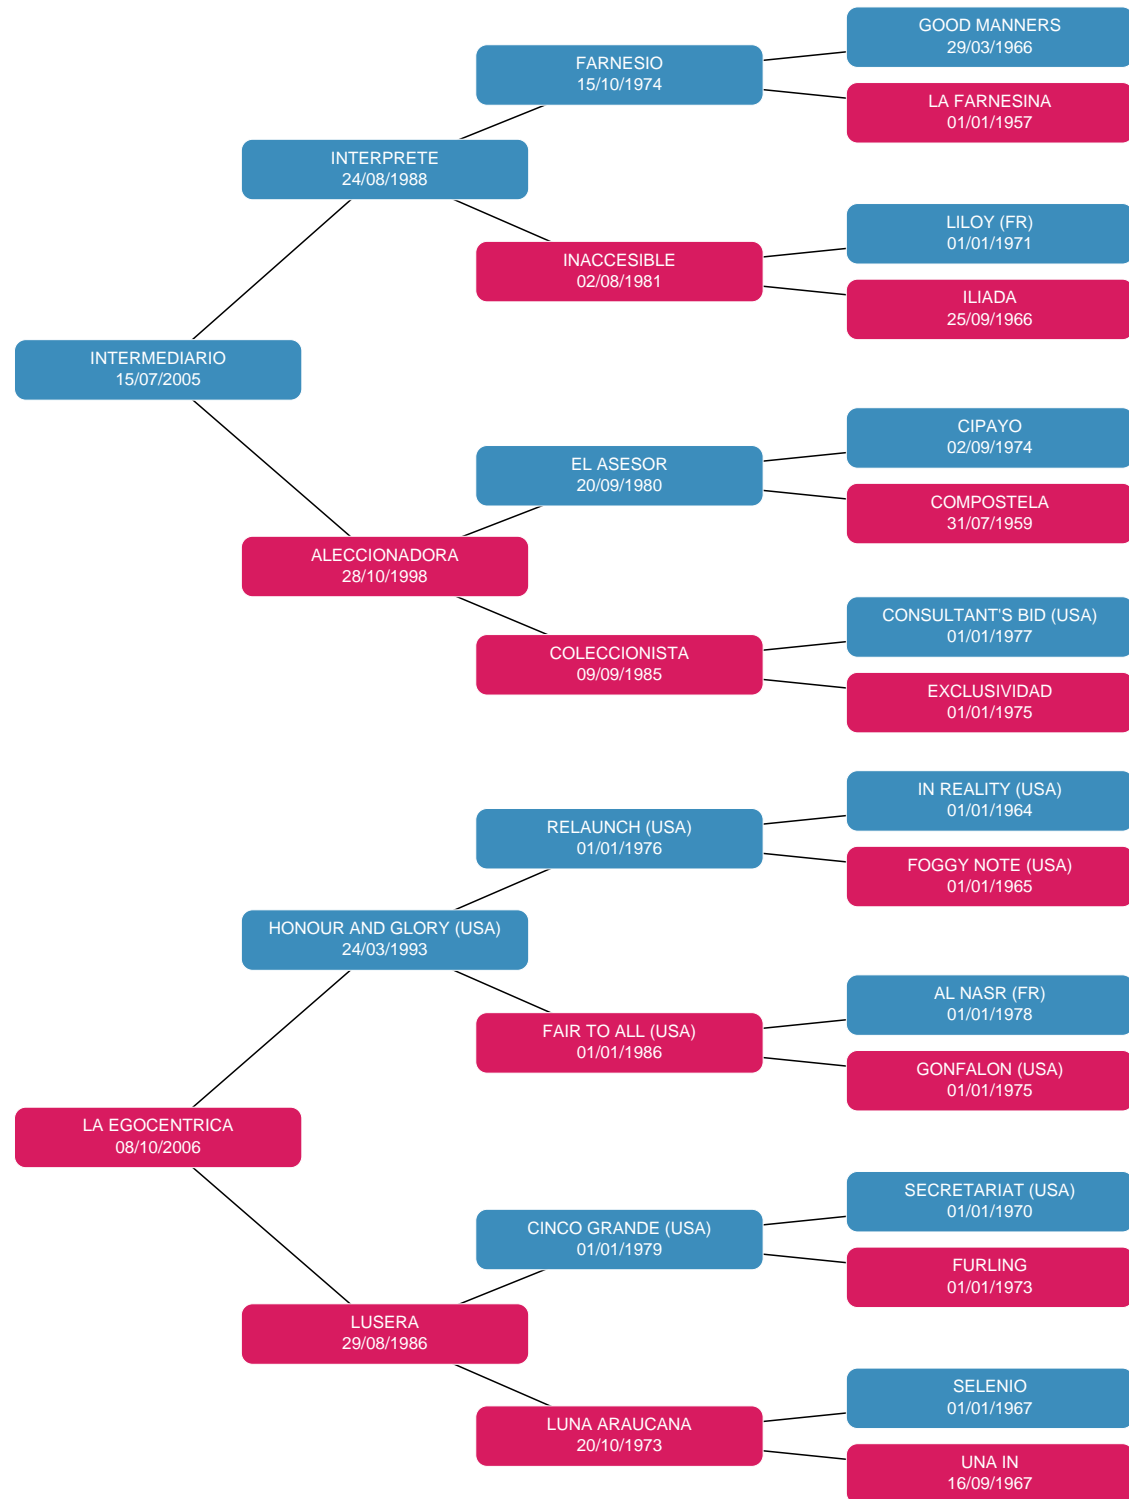 GOOD MANNERS
29/03/1966
FARNESIO
15/10/1974
LA FARNESINA
01/01/1957
INTERPRETE
24/08/1988
LILOY (FR)
01/01/1971
INACCESIBLE
02/08/1981
ILIADA
25/09/1966
INTERMEDIARIO
15/07/2005
CIPAYO
02/09/1974
EL ASESOR
20/09/1980
COMPOSTELA
31/07/1959
ALECCIONADORA
28/10/1998
CONSULTANT'S BID (USA)
01/01/1977
COLECCIONISTA
09/09/1985
EXCLUSIVIDAD
01/01/1975
IN REALITY (USA)
01/01/1964
RELAUNCH (USA)
01/01/1976
FOGGY NOTE (USA)
01/01/1965
HONOUR AND GLORY (USA)
24/03/1993
AL NASR (FR)
01/01/1978
FAIR TO ALL (USA)
01/01/1986
GONFALON (USA)
01/01/1975
LA EGOCENTRICA
08/10/2006
SECRETARIAT (USA)
01/01/1970
CINCO GRANDE (USA)
01/01/1979
FURLING
01/01/1973
LUSERA
29/08/1986
SELENIO
01/01/1967
LUNA ARAUCANA
20/10/1973
UNA IN
16/09/1967